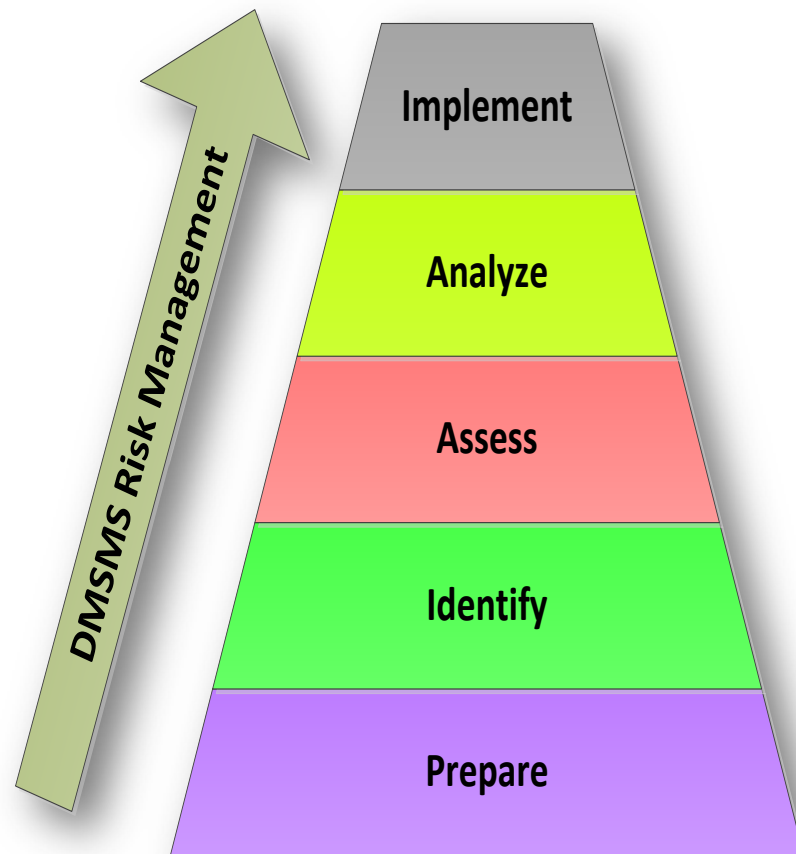 Implement
Analyze
Assess
Identify
Prepare
DMSMS Risk Management